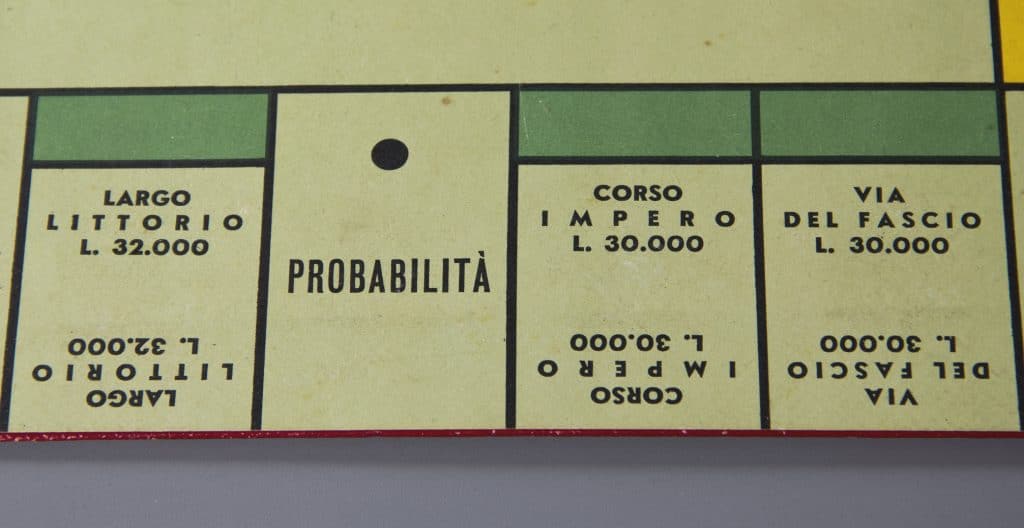 LARGO
LITTORIO
L. 32.000
LARGO
LITTORIO
L. 32.000
PROBABILITÀ
CORSO
IMPERO
L. 30.000
CORSO
IMPERO
L. 30.000
VIA
DEL FASCIO
L. 30.000
VIA
DEL FASCIO
L. 30.000